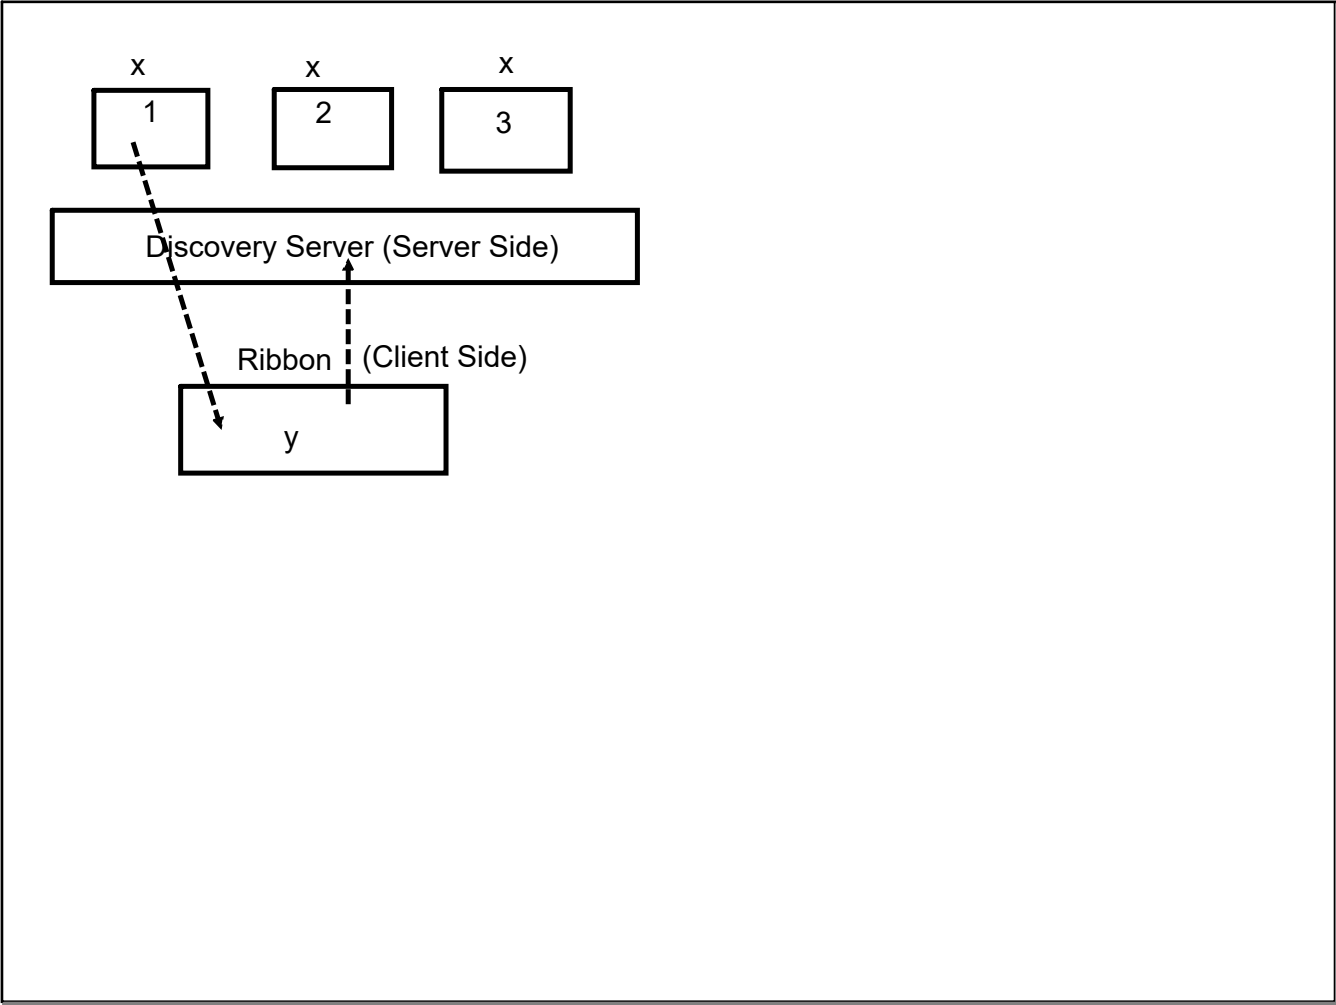 x x x
1 2 3
Discovery Server (Server Side)
Ribbon (Client Side)
y